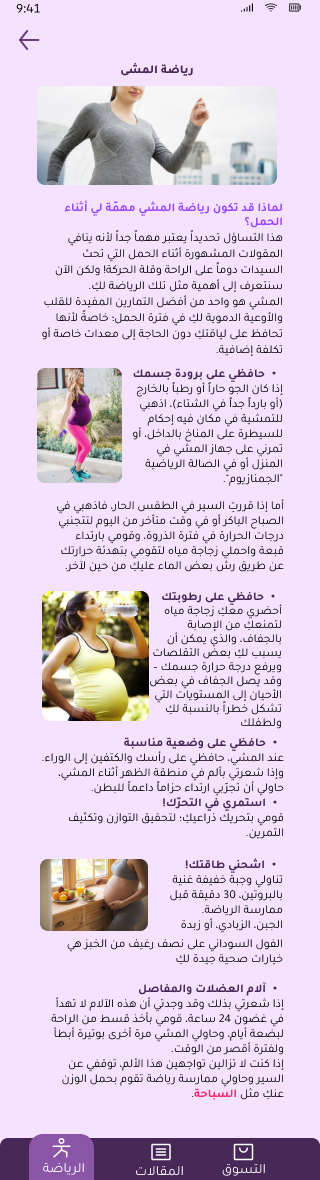 9:41
رياضة المشى
لماذا قد تكون رياضة المشي مهمّة لي أثناء
الحمل؟
هذا التساؤل تحديداً يعتبر مهماً جداً لأنه ينافي
المقولات المشهورة أثناء الحمل التي تحث
السيدات دوماً على الراحة وقلة الحركة! ولكن الآن
سنتعرف إلى أهمية مثل تلك الرياضة لكِ.
المشي هو واحد من أفضل التمارين المفيدة للقلب
والأوعية الدموية لكِ في فترة الحمل؛ خاصةً لأنها
تحافظ على لياقتكِ دون الحاجة إلى معدات خاصة أو
تكلفة إضافية.
• حافظي على برودة جسمك
إذا كان الجو حاراً أو رطباً بالخارج
(أو بارداً جداً في الشتاء)، اذهبي
للتمشية في مكان فيه إحكام
للسيطرة على المناخ بالداخل، أو
تمرني على جهاز المشي في
المنزل أو في الصالة الرياضية
"الجمنازيوم".
أما إذا قررتِ السير في الطقس الحار، فاذهبي في
الصباح الباكر أو في وقت متأخر من اليوم لتتجنبي
درجات الحرارة في فترة الذروة، وقومي بارتداء
قبعة واحملي زجاجة مياه لتقومي بتهدئة حرارتك
عن طريق رش بعض الماء عليكِ من حين لآخر.
• حافظي على رطوبتك
أحضري معكِ زجاجة مياه
لتمنعكِ من الإصابة
بالجفاف، والذي يمكن أن
يسبب لكِ بعض التقلصات
ويرفع درجة حرارة جسمك -
وقد يصل الجفاف في بعض
الأحيان إلى المستويات التي
تشكل خطراً بالنسبة لكِ
ولطفلك
• حافظي على وضعية مناسبة
عند المشي، حافظي على رأسك والكتفين إلى الوراء.
وإذا شعرتي بألم في منطقة الظهر أثناء المشي،
حاولي أن تجرّبي ارتداء حزاماً داعماً للبطن.
• استمري في التحرّك!
قومي بتحريك ذراعيكِ؛ لتحقيق التوازن وتكثيف
التمرين.
• اشحني طاقتك!
تناولي وجبة خفيفة غنية
بالبروتين، 30 دقيقة قبل
ممارسة الرياضة.
الجبن، الزبادي، أو زبدة
الفول السوداني على نصف رغيف من الخبز هي
خيارات صحية جيدة لكِ
• آلام العضلات والمفاصل
إذا شعرتي بذلك وقد وجدتي أن هذه الآلام لا تهدأ
في غضون 24 ساعة، قومي بأخذ قسط من الراحة
لبضعة أيام، وحاولي المشي مرة أخرى بوتيرة أبطأ
ولفترة أقصر من الوقت.
إذا كنت لا تزالين تواجهين هذا الألم، توقفي عن
السير وحاولي ممارسة رياضة تقوم بحمل الوزن
عنكِ مثل السباحة.
التسوق
المقالات
الرياضة